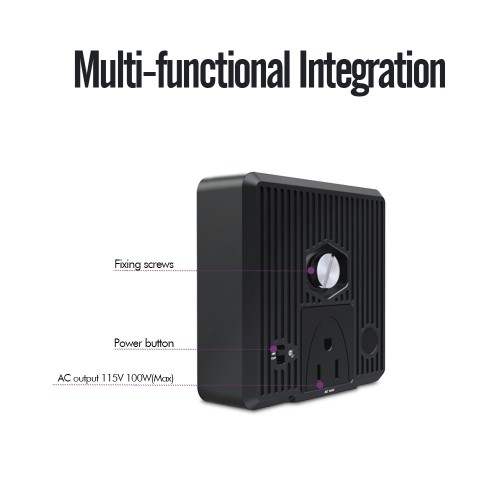 Multi-functional Integration
Fixing screws
Power button
AC output 115V 100W(Max)